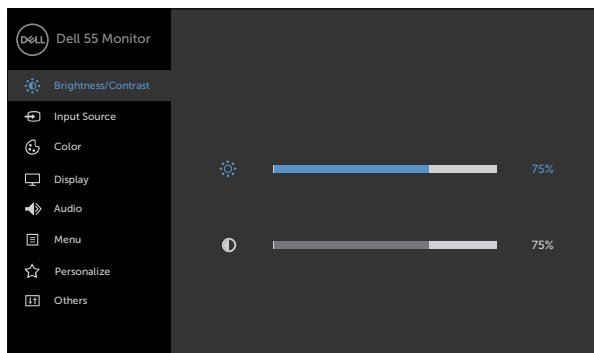 DELL
Dell 55 Monitor
Brightness/Contrast
Input Source
Color
Display
Audio
Menu
Personalize
Others
75%
75%